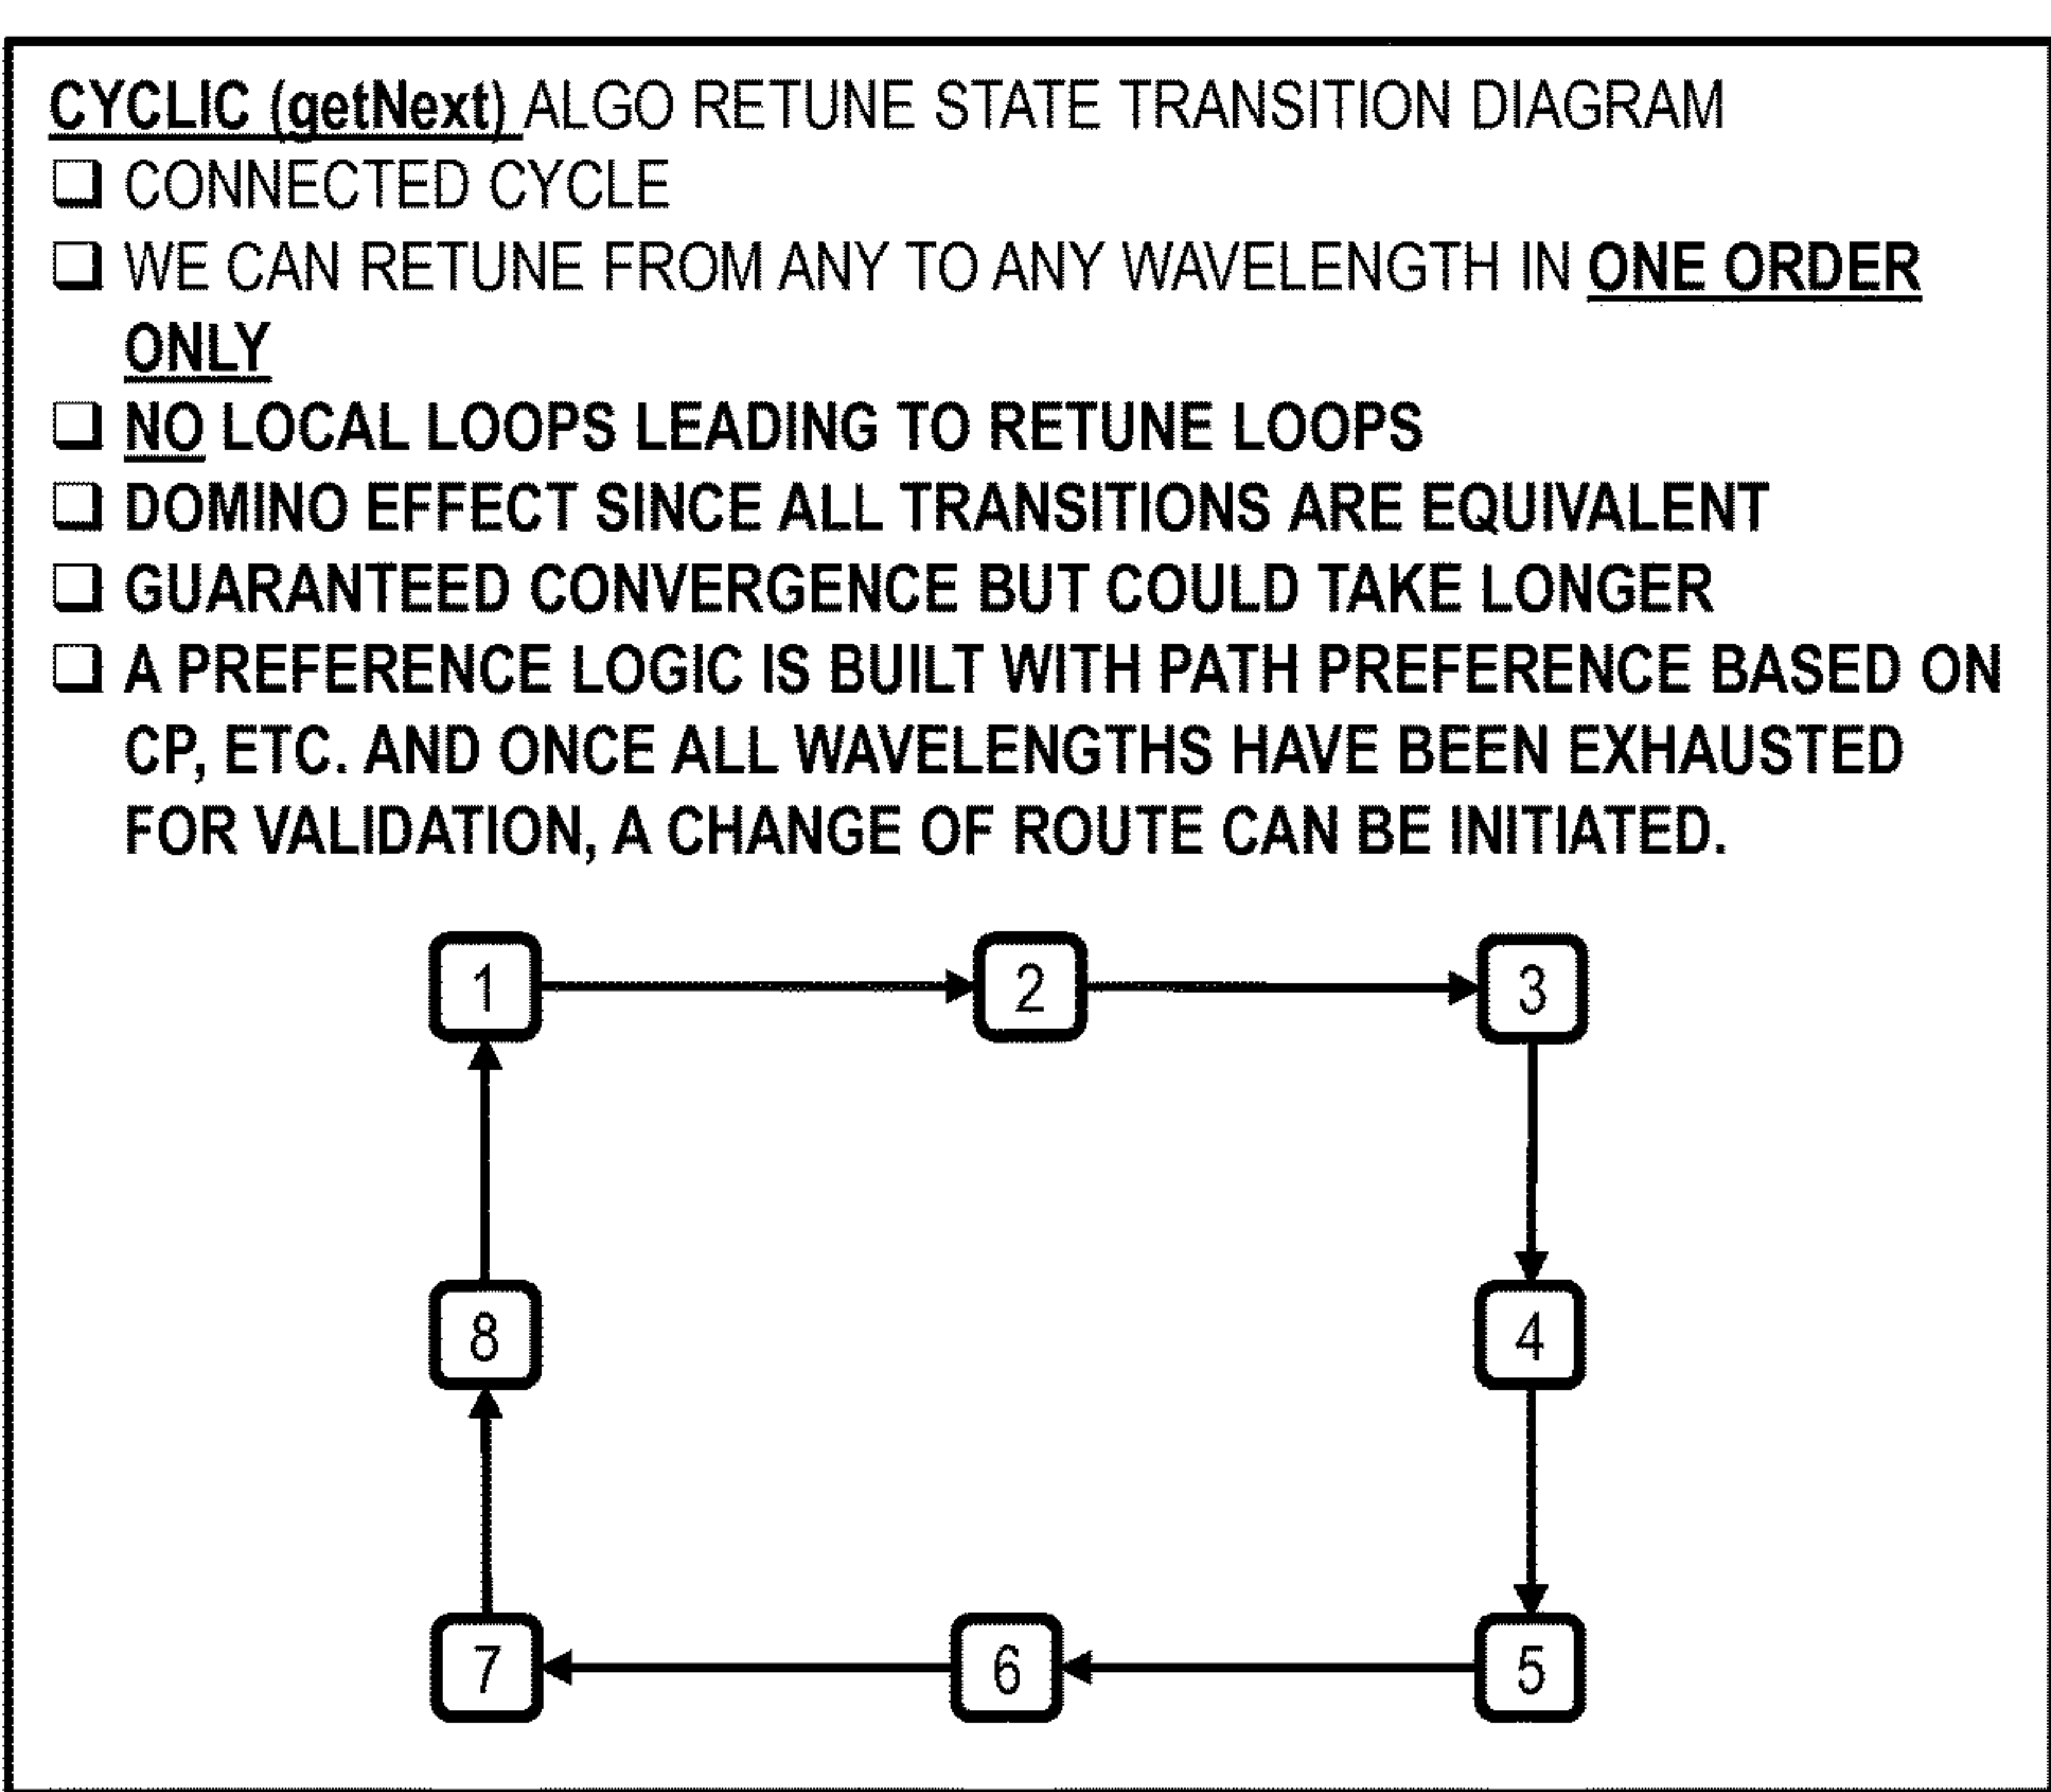 CYCLIC (getNext) ALGO RETUNE STATE TRANSITION DIAGRAM
❑ CONNECTED CYCLE
❑ WE CAN RETUNE FROM ANY TO ANY WAVELENGTH IN ONE ORDER
ONLY
❑ NO LOCAL LOOPS LEADING TO RETUNE LOOPS
❑ DOMINO EFFECT SINCE ALL TRANSITIONS ARE EQUIVALENT
❑ GUARANTEED CONVERGENCE BUT COULD TAKE LONGER
❑ A PREFERENCE LOGIC IS BUILT WITH PATH PREFERENCE BASED ON
CP, ETC. AND ONCE ALL WAVELENGTHS HAVE BEEN EXHAUSTED
FOR VALIDATION, A CHANGE OF ROUTE CAN BE INITIATED.
1 2 3
8 4
7 6 5